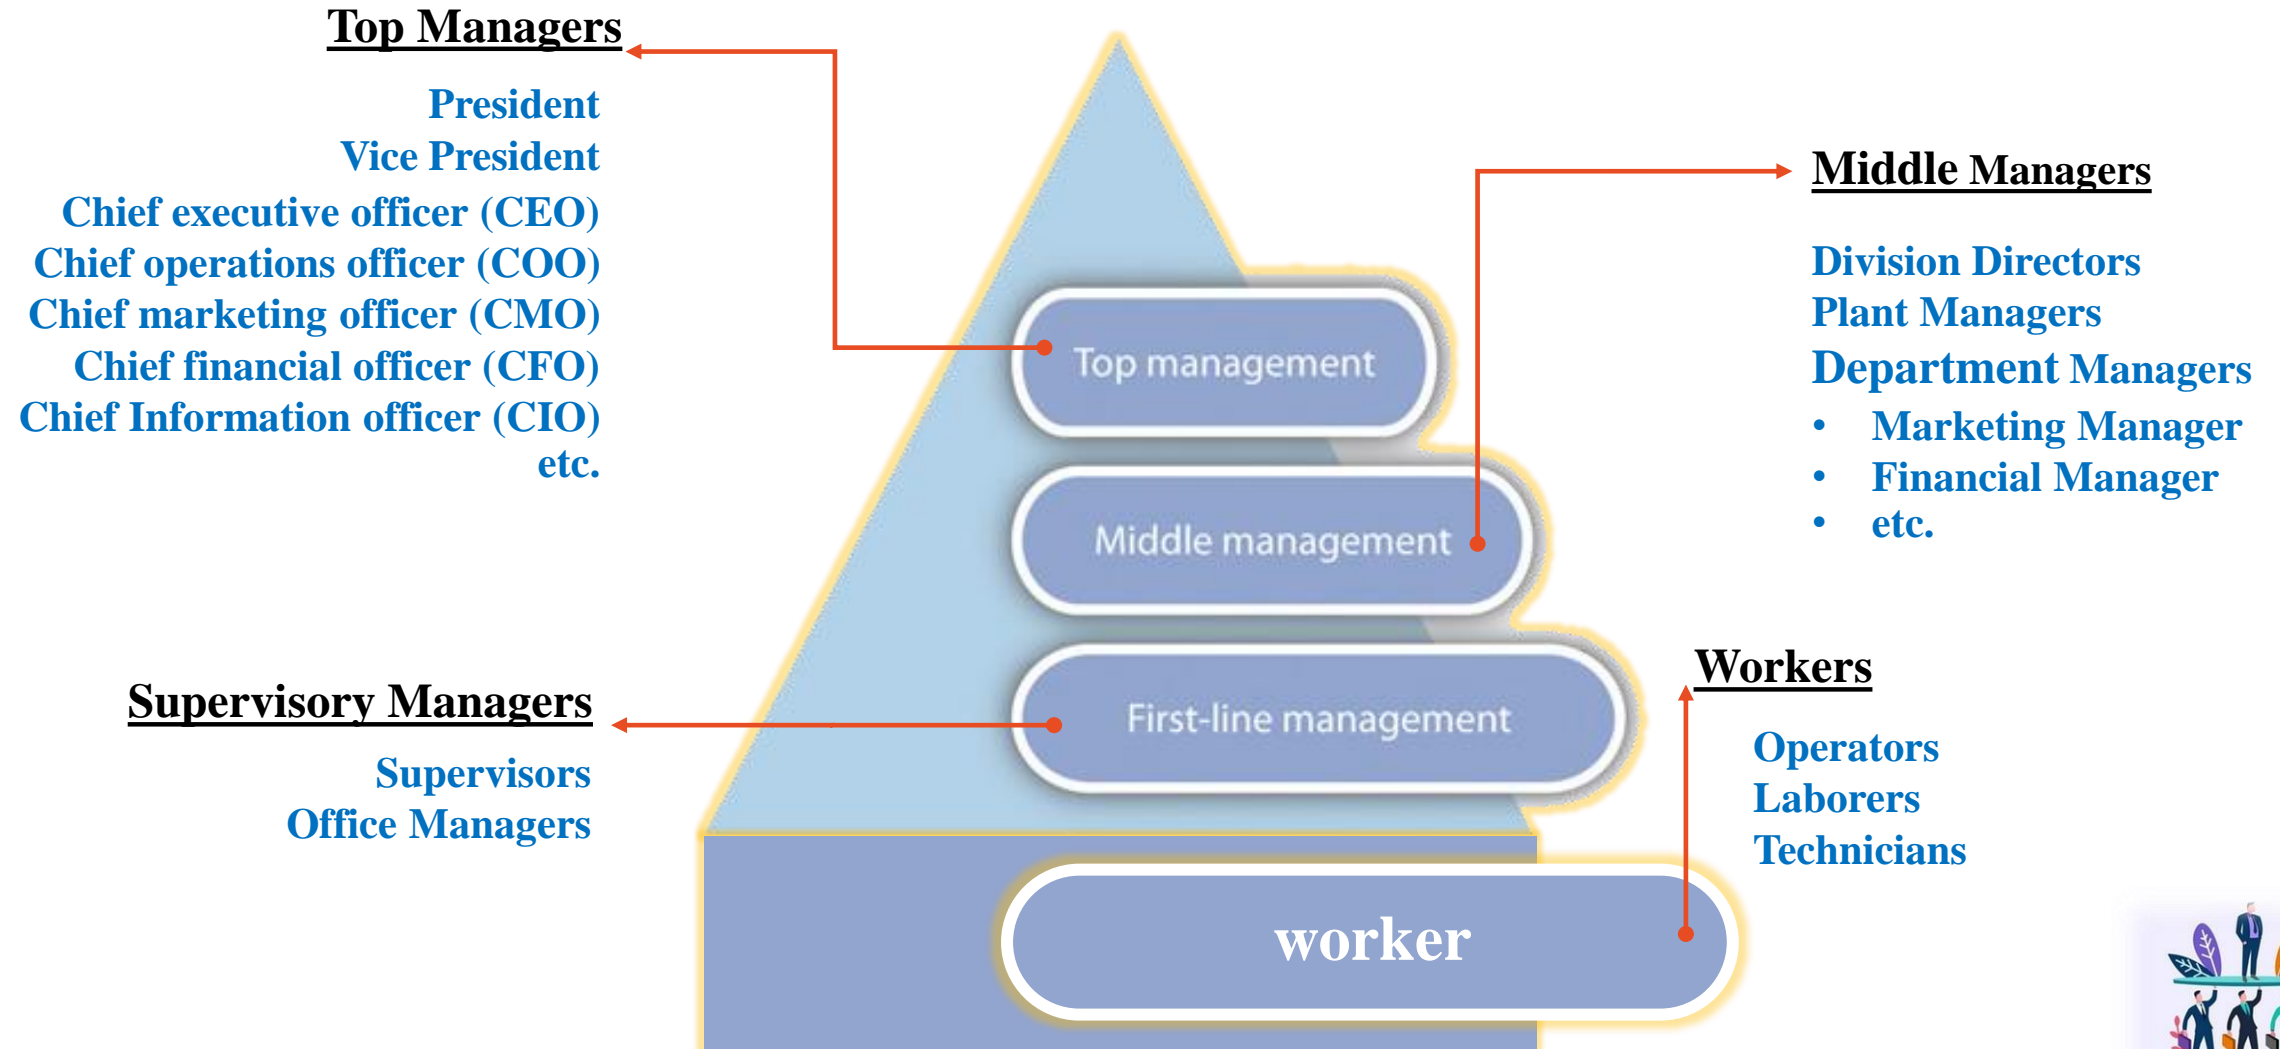 Top Managers
President
Vice President
Chief executive officer (CEO)
Chief operations officer (COO)
Chief marketing officer (CMO)
Chief financial officer (CFO)
Chief Information officer (CIO)
etc.
Middle Managers
Division Directors
Plant Managers
Department Managers
• Marketing Manager
• Financial Manager
• etc.
Top management
Middle management
First-line management
worker
Supervisory Managers
Supervisors
Office Managers
Workers
Operators
Laborers
Technicians